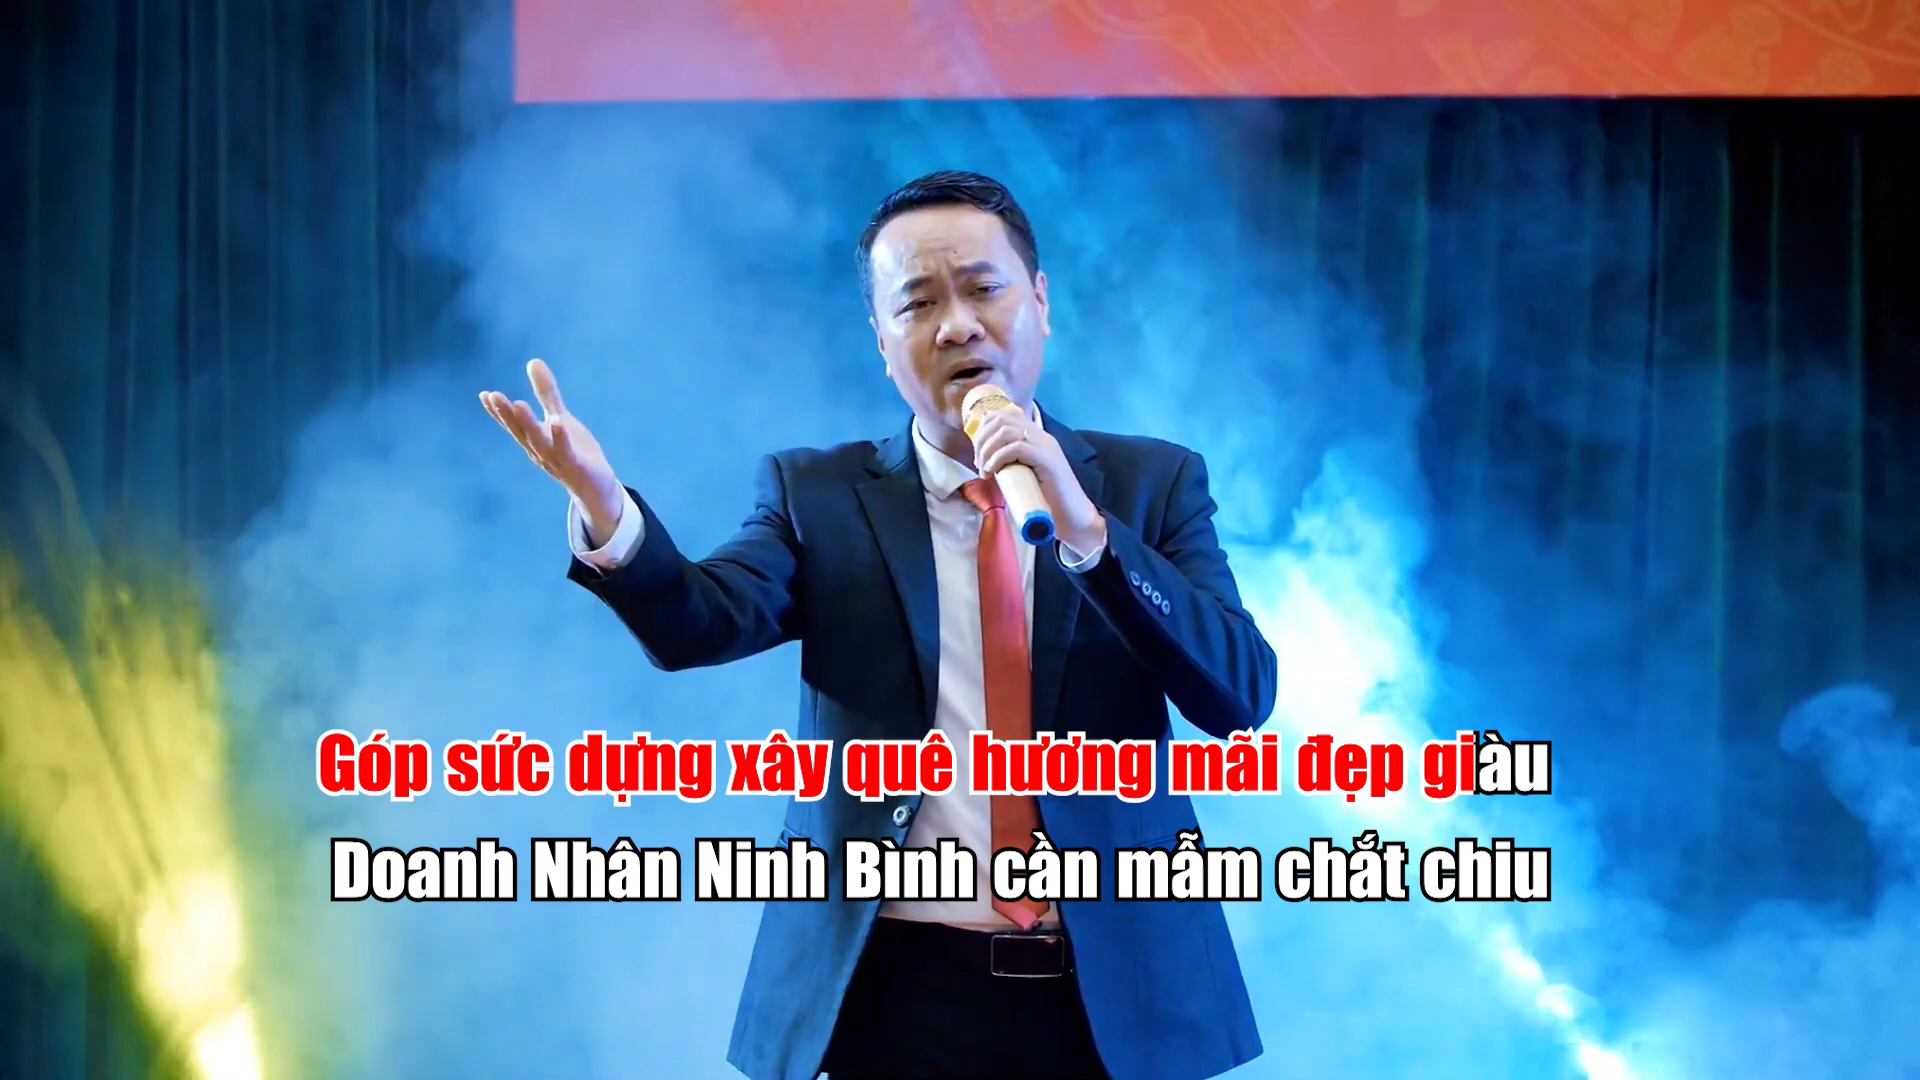 Góp sức dựng xây quê hương mãi đẹp giàu
Doanh Nhân Ninh Bình cần mẫm chắt chiu